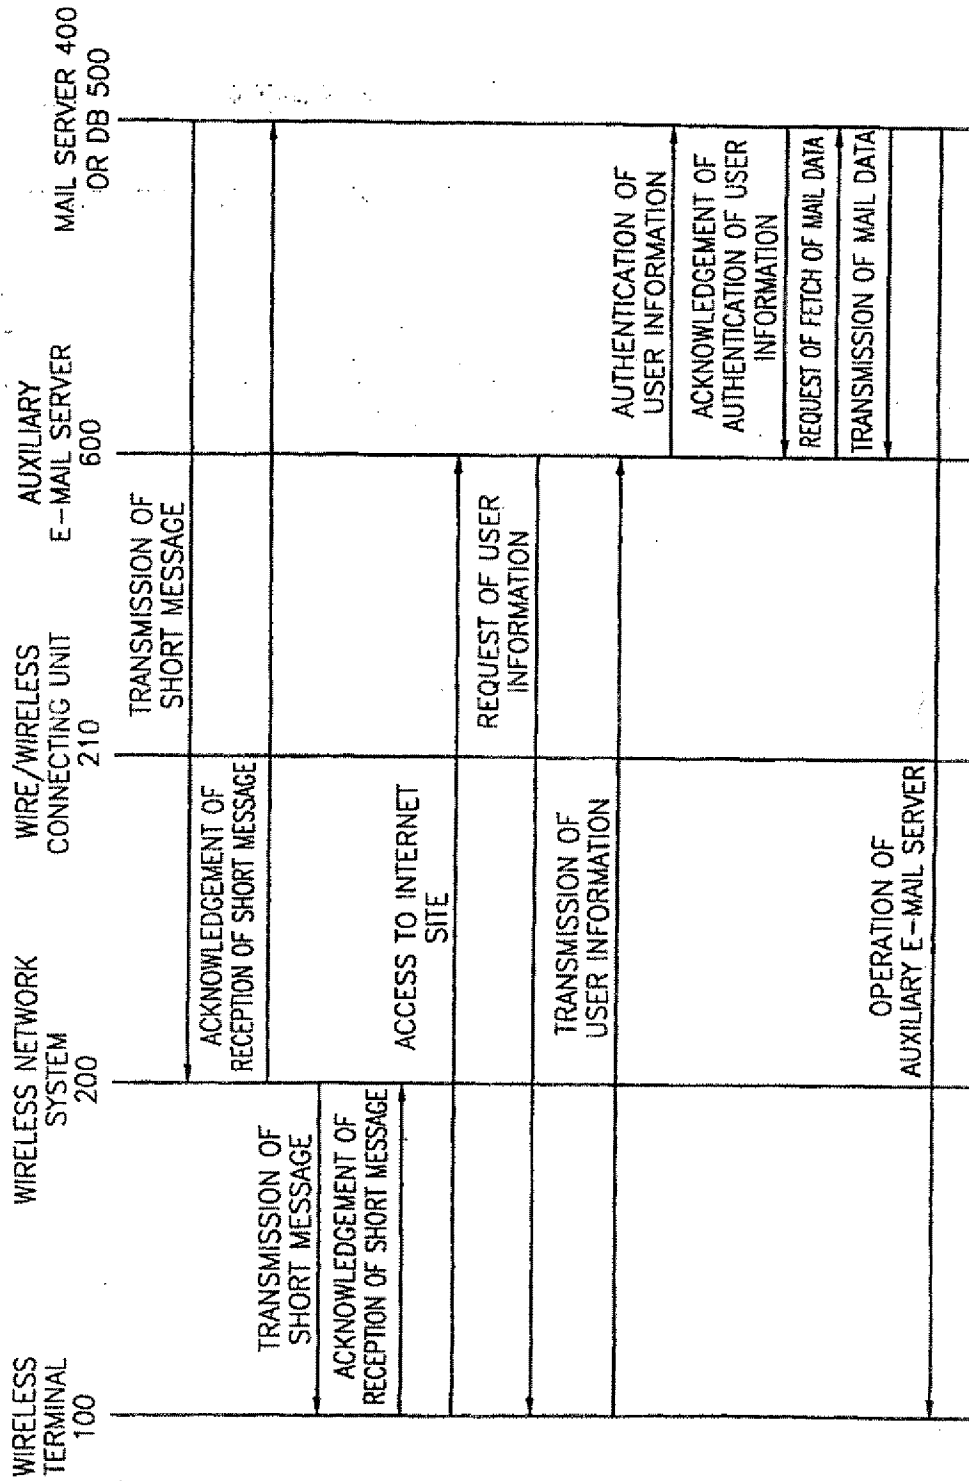 WIRELESS
TERMINAL
100
WIRELESS NETWORK
SYSTEM
200
WIRE/WIRELESS
CONNECTING UNIT
210
AUXILIARY
E-MAIL SERVER
600
MAIL SERVER 400
OR DB 500
TRANSMISSION OF
SHORT MESSAGE
ACKNOWLEDGEMENT OF
RECEPTION OF SHORT MESSAGE
TRANSMISSION OF
SHORT MESSAGE
ACKNOWLEDGEMENT OF
RECEPTION OF SHORT MESSAGE
ACCESS TO INTERNET
SITE
REQUEST OF USER
INFORMATION
TRANSMISSION OF
USER INFORMATION
AUTHENTICATION OF
USER INFORMATION
ACKNOWLEDGEMENT OF
AUTHENTICATION OF USER
INFORMATION
REQUEST OF FETCH OF MAIL DATA
TRANSMISSION OF MAIL DATA
OPERATION OF
AUXILIARY E-MAIL SERVER